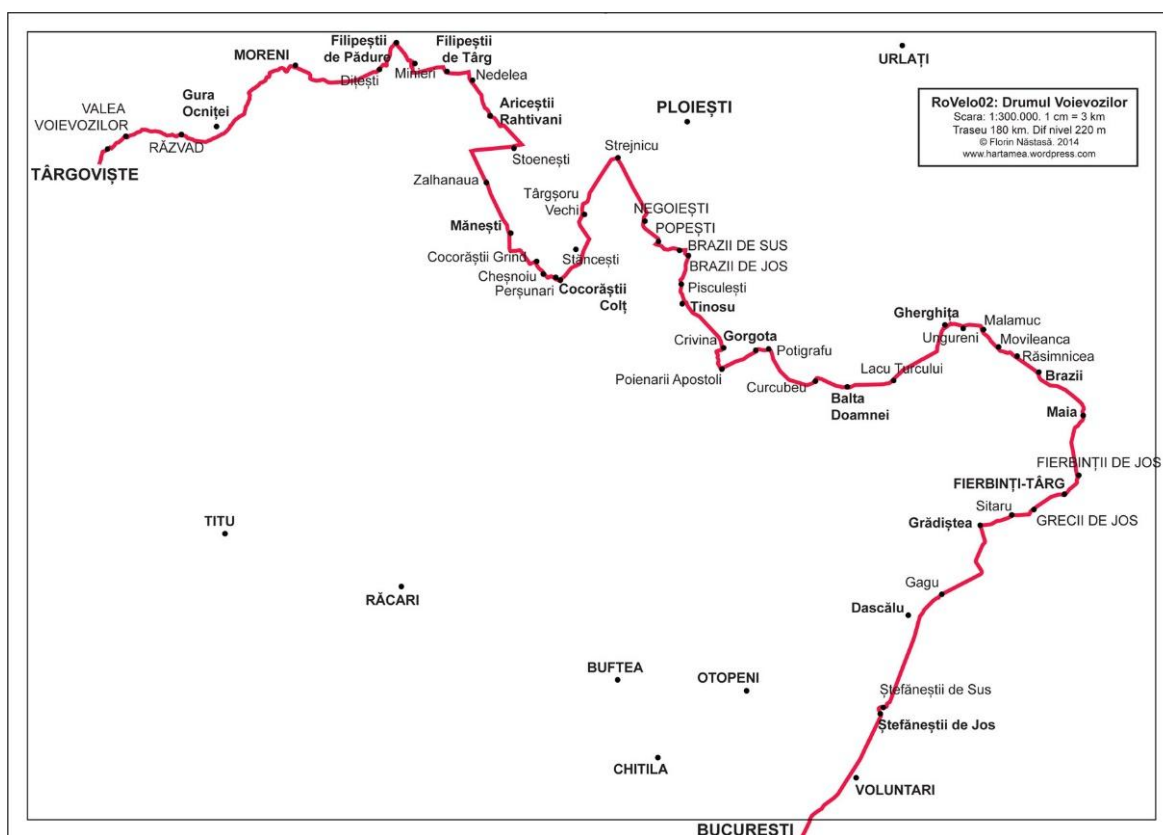 Filipeștii
de Pădure
Filipeștii
de Târg
MORENI
Dițești
Minieri
Nedelea
URLAȚI
Gura
Ocniței
VALEA
VOIEVOZILOR
RĂZVAD
TÂRGOVIȘTE
Ariceștii
Rahtivani
PLOIEȘTI
RoVelo02: Drumul Voievozilor
Scara: 1:300.000. 1 cm = 3 km
Traseu 180 km. Dif nivel 220 m
© Florin Năstasă. 2014
www.hartamea.wordpress.com
Stoenești
Strejnicu
Zalhanaua
Târgșoru
Vechi
NEGOIEȘTI
Mănești
POPEȘTI
BRAZII DE SUS
Cocorăștii Grind
Stăncești
BRAZII DE JOS
Cheșnoiu
Perșunari
Cocorăștii
Colț
Pisculești
Tinosu
Gherghița
Malamuc
Ungureni
Movileanca
Crivina
Gorgota
Potigrafu
Răsimnicea
Poienarii Apostoli
Curcubeu
Lacu Turcului
Brazii
Balta
Doamnei
Maia
FIERBINȚII DE JOS
FIERBINȚI-TÂRG
Sitaru
GRECII DE JOS
Grădiștea
TITU
Gagu
RĂCARI
Dascălu
BUFTEA
OTOPENI
Ștefăneștii de Sus
Ștefăneștii de Jos
CHITILA
VOLUNTARI
BUCUREȘTI